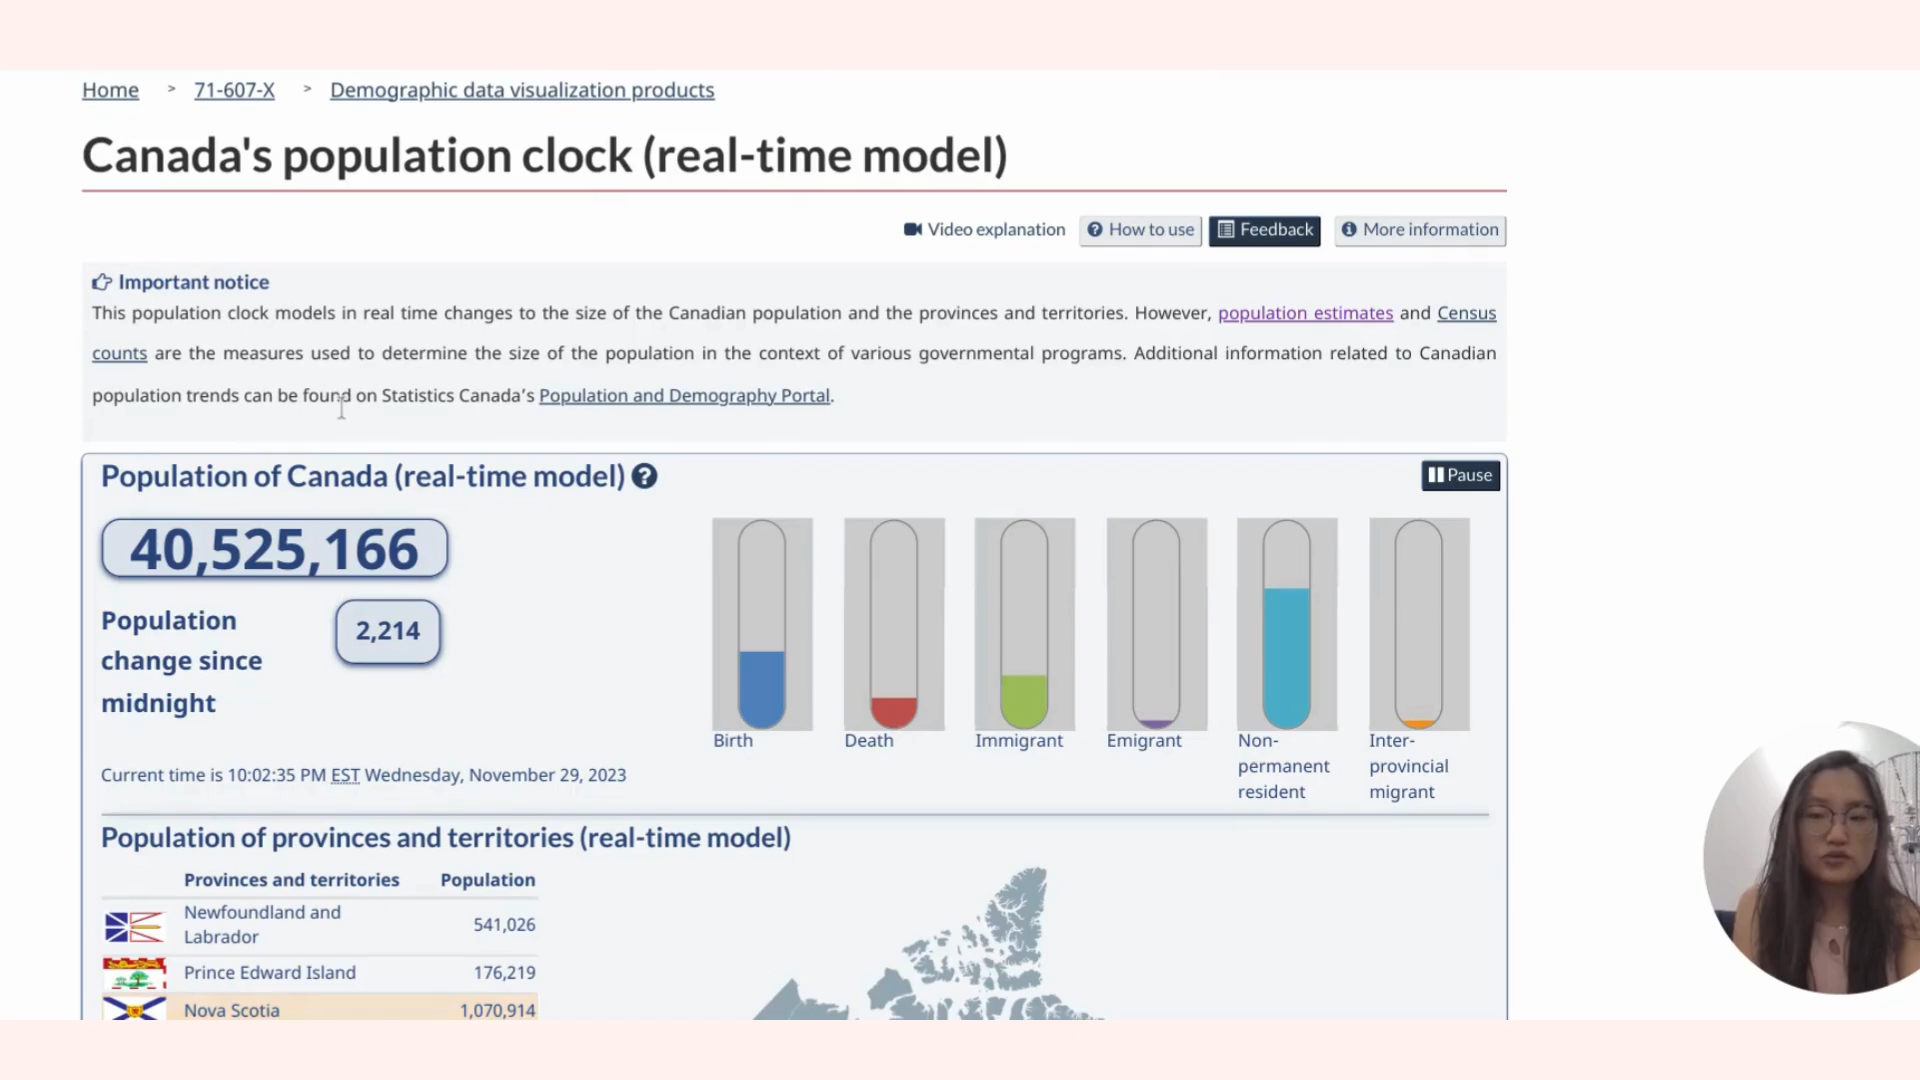 Home > 71-607-X > Demographic data visualization products
Canada's population clock (real-time model)
Video explanation How to use Feedback More information
Important notice
This population clock models in real time changes to the size of the Canadian population and the provinces and territories. However, population estimates and Census
counts are the measures used to determine the size of the population in the context of various governmental programs. Additional information related to Canadian
population trends can be found on Statistics Canada's Population and Demography Portal.
Population of Canada (real-time model) ?
Pause
40,525,166
Population
change since
midnight
2,214
Birth
Death
Immigrant
Emigrant
Non-
permanent
resident
Inter-
provincial
migrant
Current time is 10:02:35 PM EST Wednesday, November 29, 2023
Population of provinces and territories (real-time model)
Provinces and territories Population
Newfoundland and
Labrador
541,026
Prince Edward Island 176,219
Nova Scotia 1,070,914